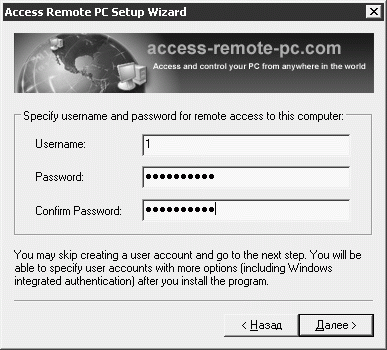 Access Remote PC Setup Wizard
access-remote-pc.com
Access and control your PC from anywhere in the world
Specify username and password for remote access to this computer:
Username: 1
Password: ●●●●●●●●●●
Confirm Password: ●●●●●●●●●●
You may skip creating a user account and go to the next step. You will be
able to specify user accounts with more options (including Windows
integrated authentication) after you install the program.
< Назад Далее >